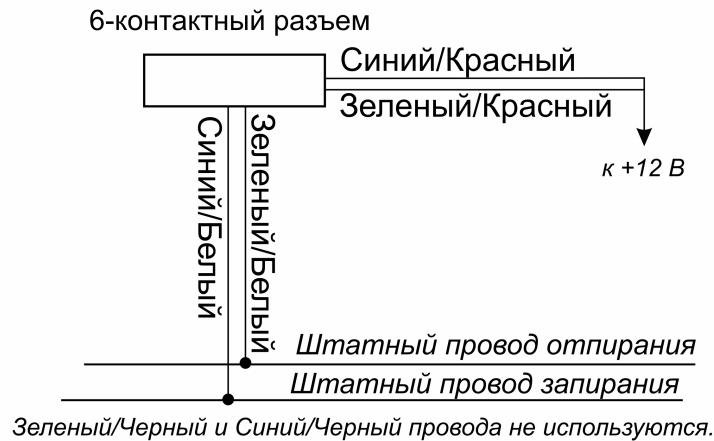 6-контактный разъем
Синий/Красный
Зеленый/Красный
к +12 В
Синий/Белый
Зеленый/Белый
Штатный провод отпирания
Штатный провод запирания
Зеленый/Черный и Синий/Черный провода не используются.